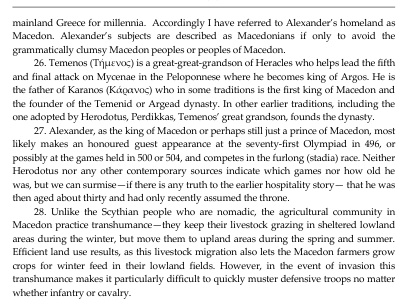 mainland Greece for millennia.  Accordingly I have referred to Alexander's homeland as
Macedon. Alexander's subjects are described as Macedonians if only to avoid the
grammatically clumsy Macedon peoples or peoples of Macedon.
26. Temenos (Τήμενος) is a great-great-grandson of Heracles who helps lead the fifth
and final attack on Mycenae in the Peloponnese where he becomes king of Argos. He is
the father of Karanos (Κάρανος) who in some traditions is the first king of Macedon and
the founder of the Temenid or Argead dynasty. In other earlier traditions, including the
one adopted by Herodotus, Perdikkas, Temenos' great grandson, founds the dynasty.
27. Alexander, as the king of Macedon or perhaps still just a prince of Macedon, most
likely makes an honoured guest appearance at the seventy-first Olympiad in 496, or
possibly at the games held in 500 or 504, and competes in the furlong (stadia) race. Neither
Herodotus nor any other contemporary sources indicate which games nor how old he
was, but we can surmise—if there is any truth to the earlier hospitality story— that he was
then aged about thirty and had only recently assumed the throne.
28. Unlike the Scythian people who are nomadic, the agricultural community in
Macedon practice transhumance—they keep their livestock grazing in sheltered lowland
areas during the winter, but move them to upland areas during the spring and summer.
Efficient land use results, as this livestock migration also lets the Macedon farmers grow
crops for winter feed in their lowland fields. However, in the event of invasion this
transhumance makes it particularly difficult to quickly muster defensive troops no matter
whether infantry or cavalry.